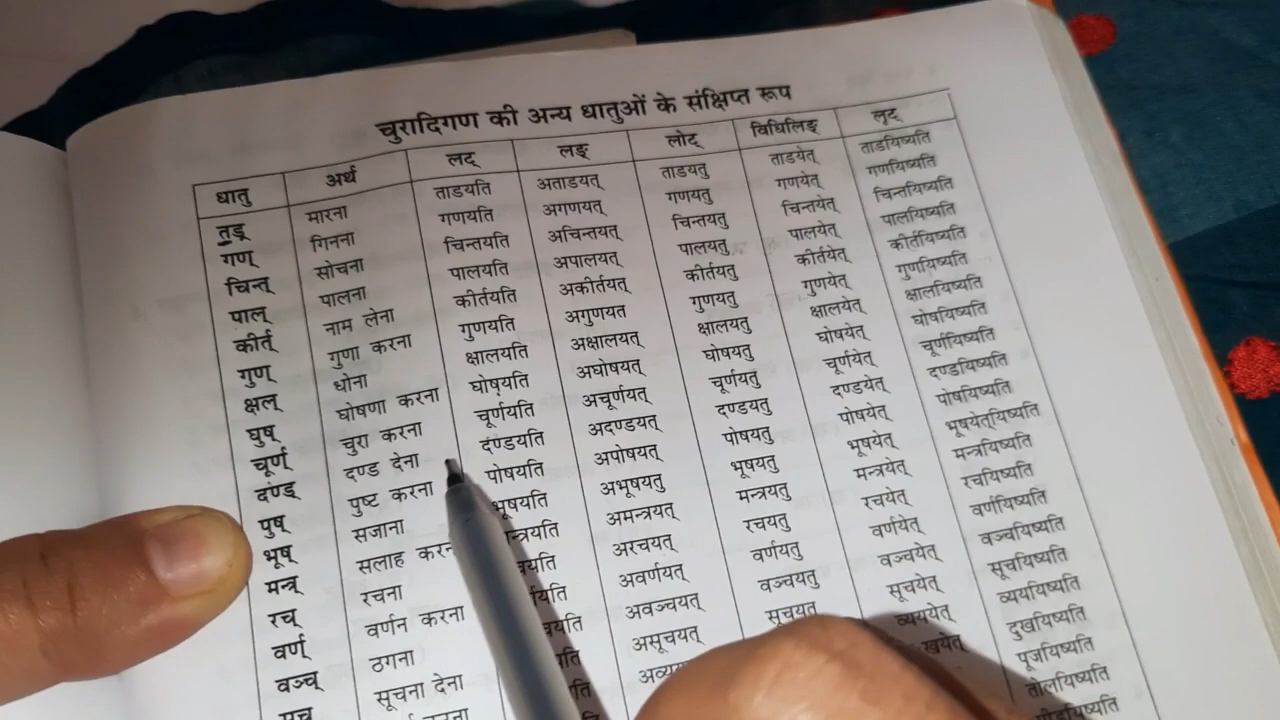 चुरादिगण की अन्य धातुओं के संक्षिप्त रूप
धातु अर्थ लट् लङ् लोट् विधिलिङ् लृट्
तड् मारना ताडयति अताडयत् ताडयतु ताडयेत् ताडयिष्यति
गण् गिनना गणयति अगणयत् गणयतु गणयेत् गणयिष्यति
चिन्त् सोचना चिन्तयति अचिन्तयत् चिन्तयतु चिन्तयेत् चिन्तयिष्यति
पाल् पालना पालयति अपालयत् पालयतु पालयेत् पालयिष्यति
कीर्त् नाम लेना कीर्तयति अकीर्तयत् कीर्तयतु कीर्तयेत् कीर्तयिष्यति
गुण् गुणा करना गुणयति अगुणयत गुणयतु गुणयेत् गुणयिष्यति
क्षल् धोना क्षालयति अक्षालयत् क्षालयतु क्षालयेत् क्षालयिष्यति
घुष् घोषणा करना घोषयति अघोषयत् घोषयतु घोषयेत् घोषयिष्यति
चूर्ण् चुरा करना चूर्णयति अचूर्णयत् चूर्णयतु चूर्णयेत् चूर्णयिष्यति
दण्ड् दण्ड देना दण्डयति अदण्डयत् दण्डयतु दण्डयेत् दण्डयिष्यति
पुष् पुष्ट करना पोषयति अपोषयत् पोषयतु पोषयेत् पोषयिष्यति
भूष् सजाना भूषयति अभूषयतु भूषयतु भूषयेत् भूषयेत्यिष्यति
मन्त्र् सलाह अमन्त्रयत् मन्त्रयतु मन्त्रयेत् मन्त्रयिष्यति
रच् रचना अरचयत् रचयतु रचयेत् रचयिष्यति
वर्ण् वर्णन करना अवर्णयत् वर्णयतु वर्णयेत् वर्णयिष्यति
वञ्च् ठगना अवञ्चयत् वञ्चयतु वञ्चयेत् वञ्चयिष्यति
सूचना देना असूचयत् सूचयतु सूचयेत् सूचयिष्यति
व्यययेत् व्यययिष्यति
दुखयिष्यति
पूजयिष्यति
तोलयिष्यति